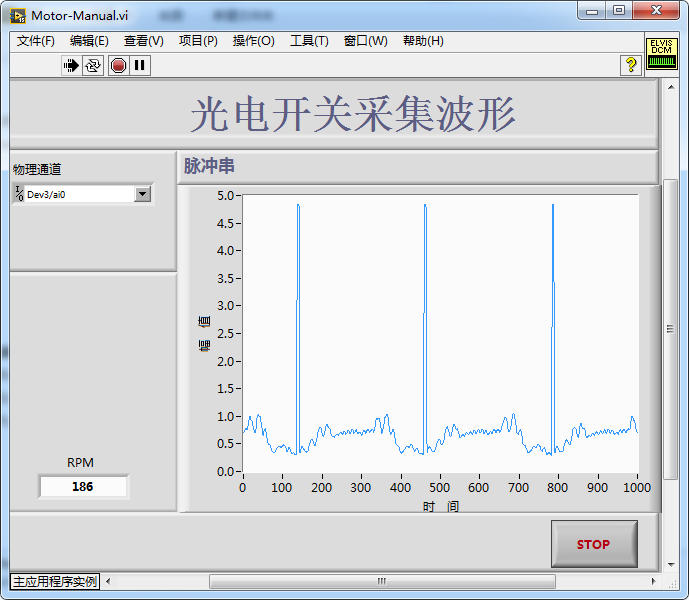 Motor-Manual.vi
文件(F) 编辑(E) 查看(V) 项目(P) 操作(O) 工具(T) 窗口(W) 帮助(H)
?
ELVIS
DCM
光电开关采集波形
物理通道
脉冲串
I/O Dev3/ai0
5.0
4.5
4.0
3.5
3.0
2.5
2.0
1.5
1.0
0.5
0.0
幅 值
0 100 200 300 400 500 600 700 800 900 1000
时 间
RPM
186
STOP
主应用程序实例